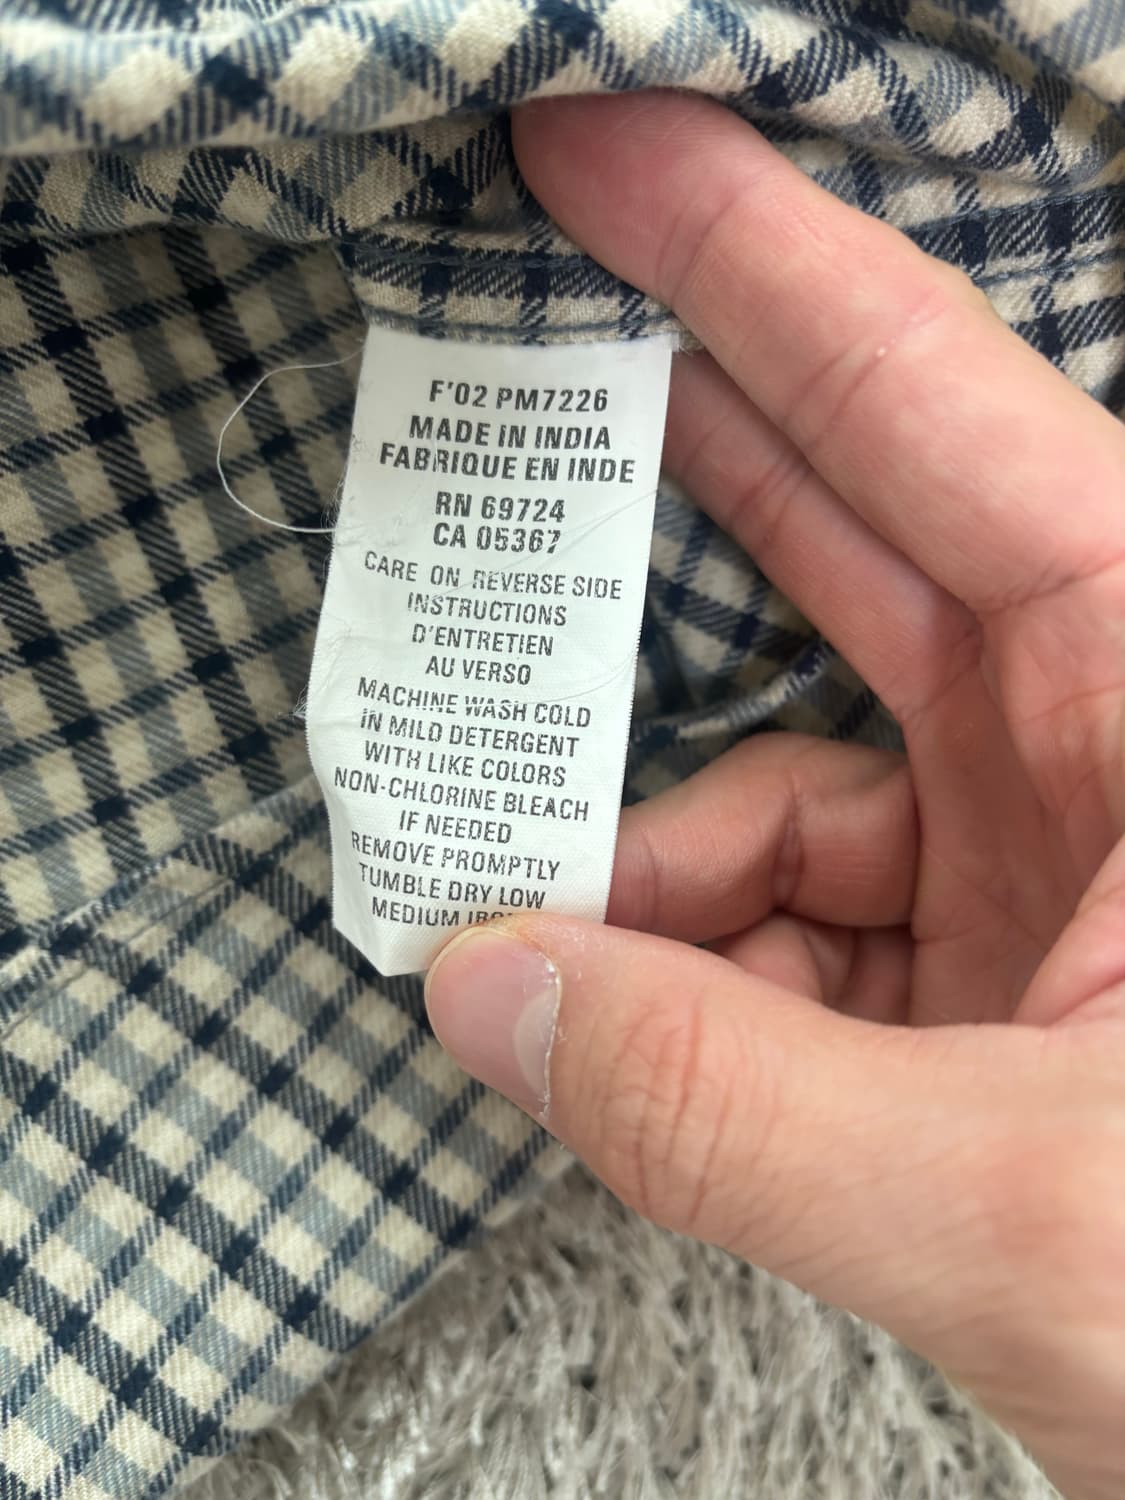 F'02 PM7226
MADE IN INDIA
FABRIQUE EN INDE
RN 69724
CA 05367
CARE ON REVERSE SIDE
INSTRUCTIONS
D'ENTRETIEN
AU VERSO
MACHINE WASH COLD
IN MILD DETERGENT
WITH LIKE COLORS
NON-CHLORINE BLEACH
IF NEEDED
REMOVE PROMPTLY
TUMBLE DRY LOW
MEDIUM